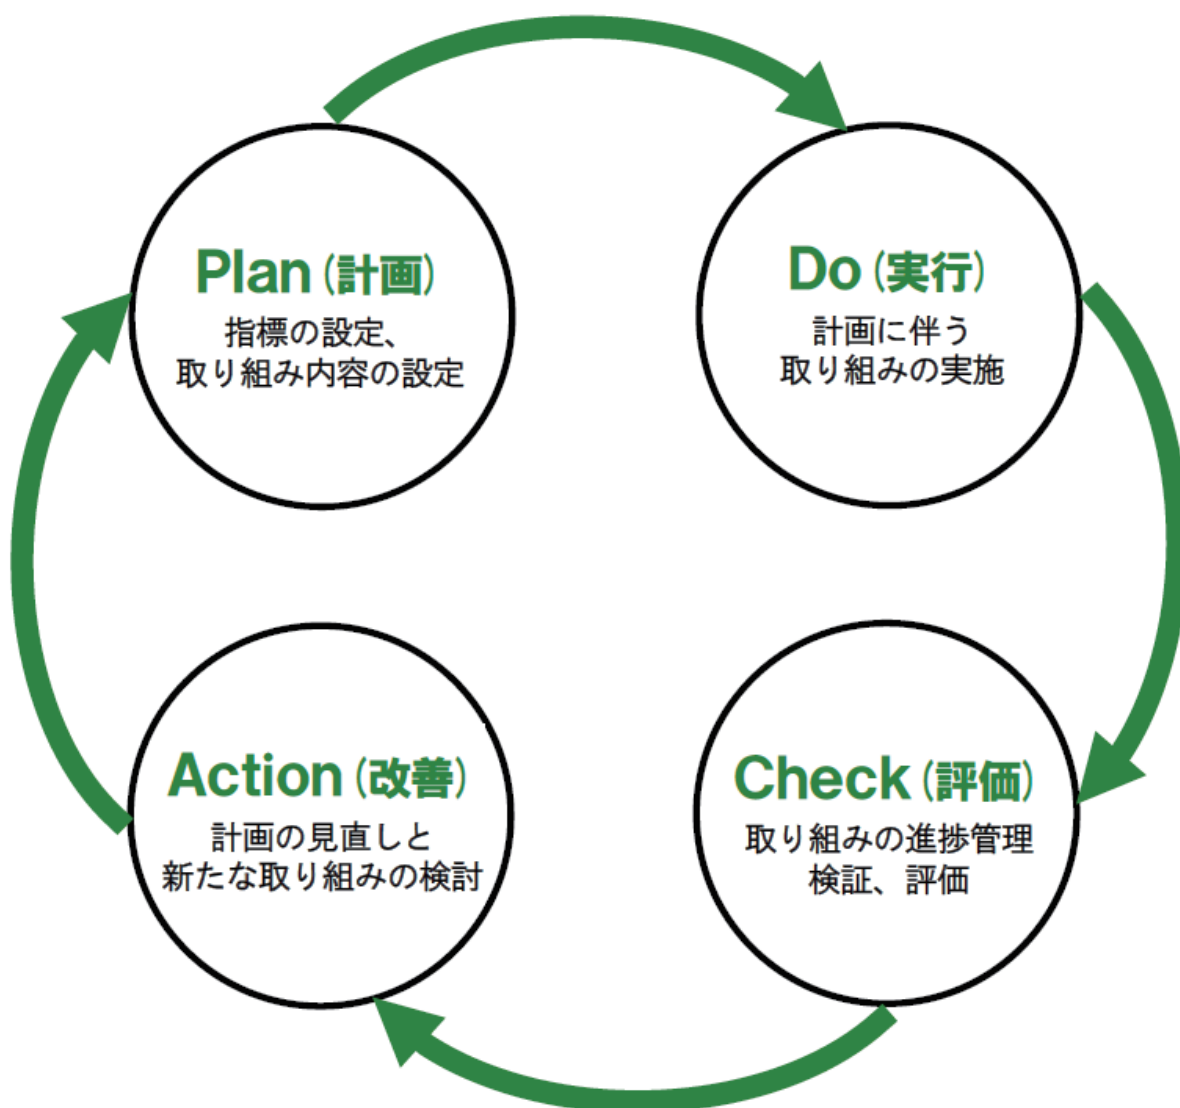 Plan(計画)
指標の設定、
取り組み内容の設定
Do(実行)
計画に伴う
取り組みの実施
Action(改善)
計画の見直しと
新たな取り組みの検討
Check(評価)
取り組みの進捗管理
検証、評価